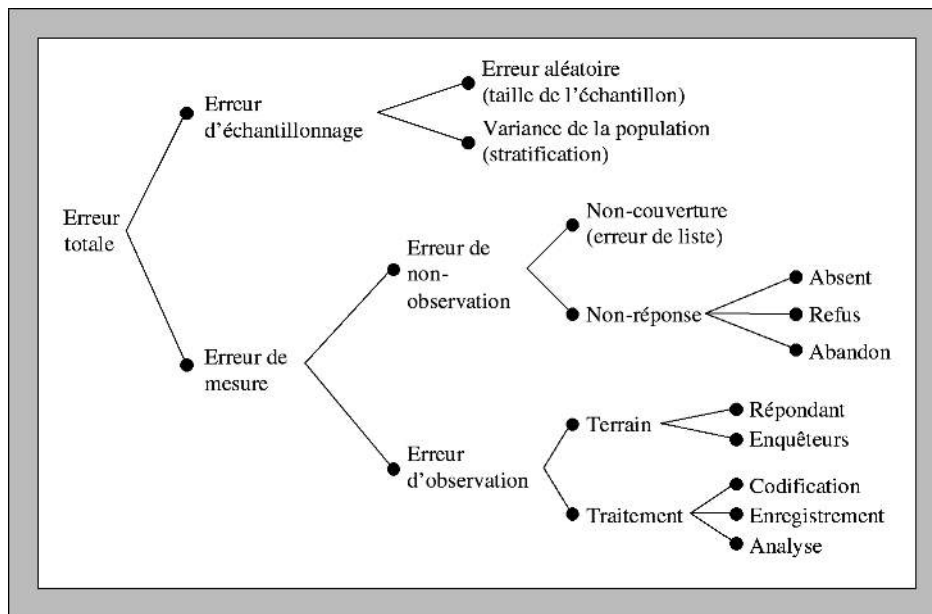 Erreur aléatoire
(taille de l'échantillon)
Erreur
d'échantillonnage
Variance de la population
(stratification)
Erreur
totale
Non-couverture
(erreur de liste)
Erreur de
non-
observation
Absent
Non-réponse
Refus
Abandon
Erreur de
mesure
Répondant
Terrain
Enquêteurs
Erreur
d'observation
Codification
Traitement
Enregistrement
Analyse